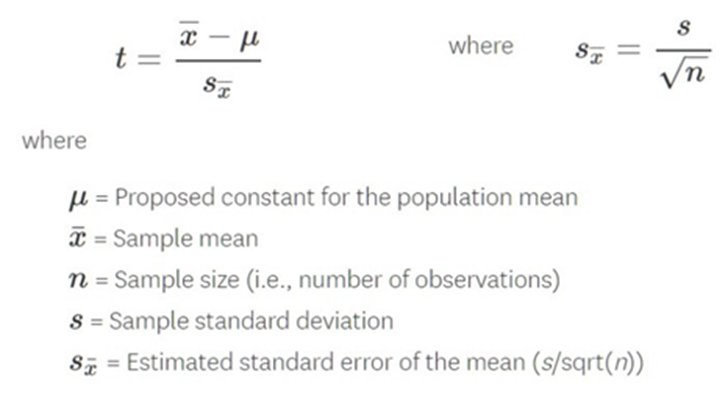 t = (x̄ − μ) / s_x̄ where s_x̄ = s / √n
where
μ = Proposed constant for the population mean
x̄ = Sample mean
n = Sample size (i.e., number of observations)
s = Sample standard deviation
s_x̄ = Estimated standard error of the mean (s/sqrt(n))